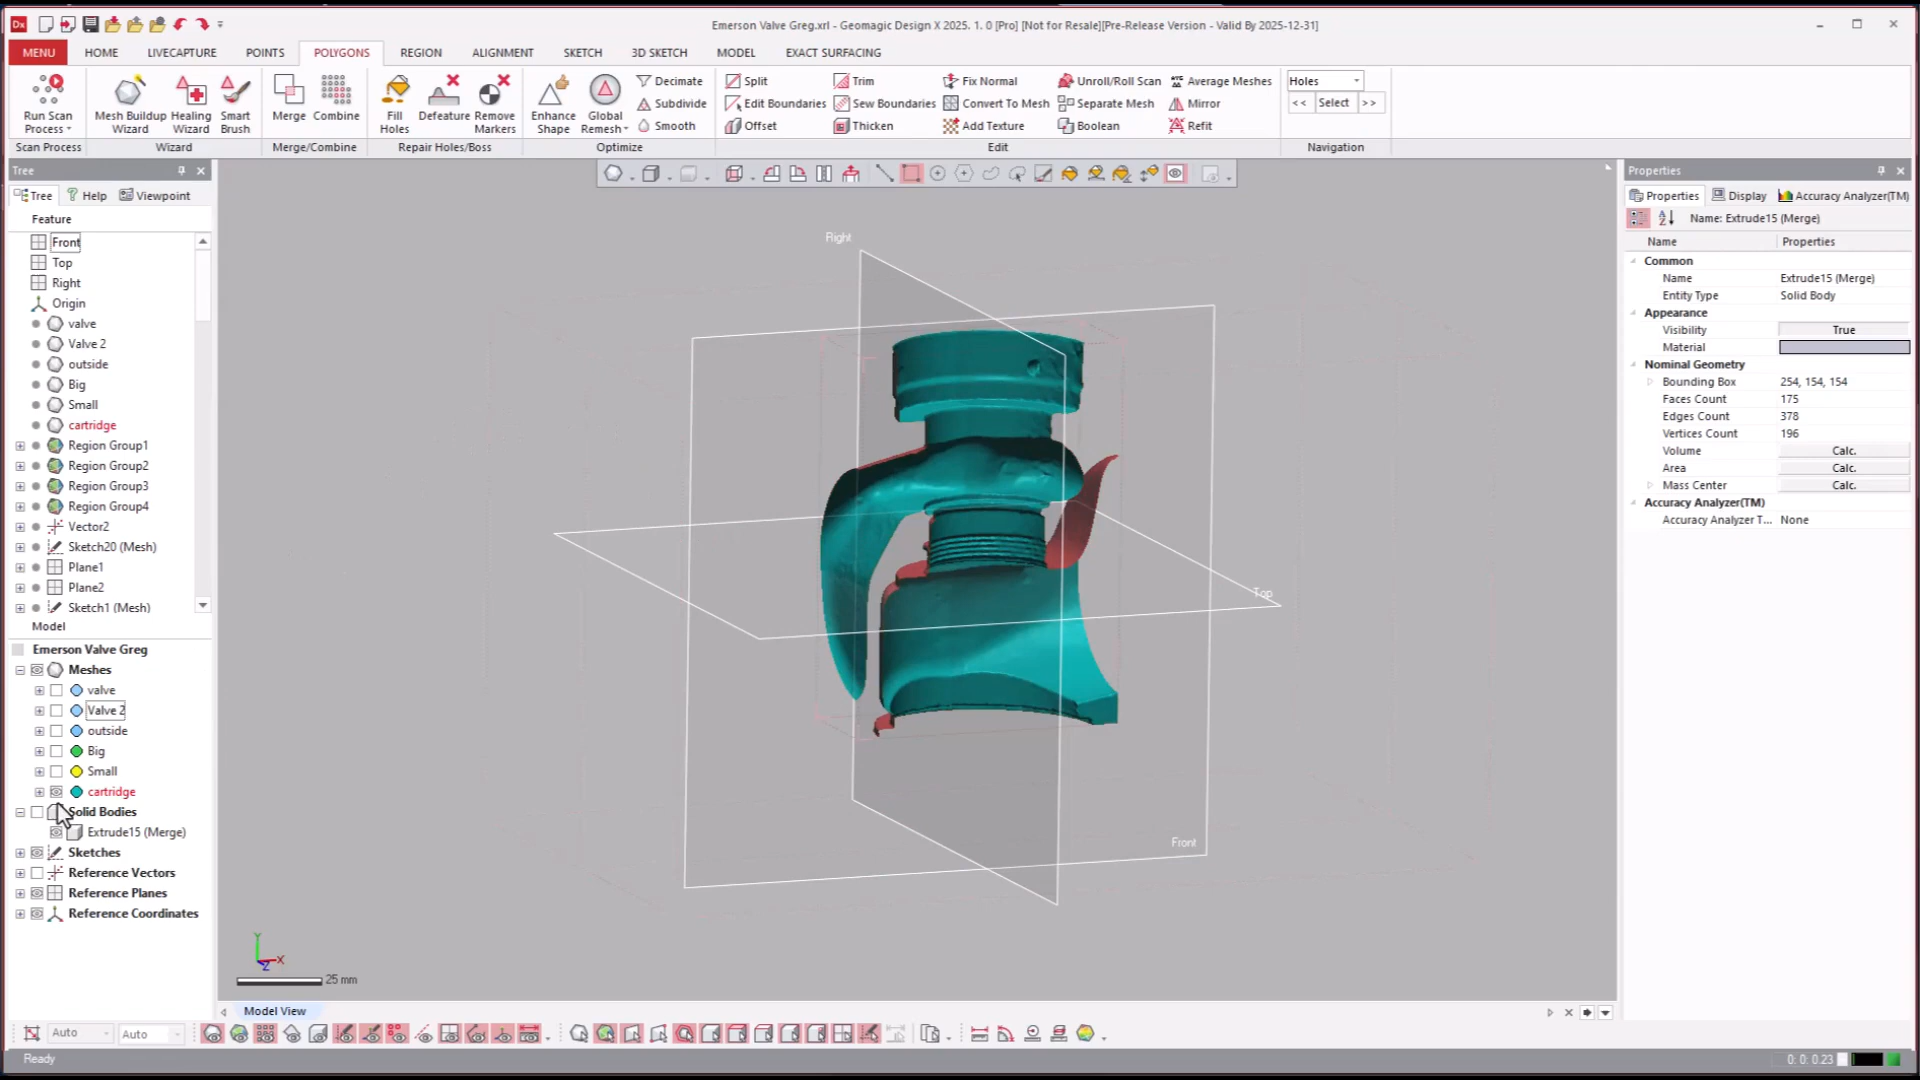 Dx
Emerson Valve Greg.xrl - Geomagic Design X 2025. 1. 0 [Pro] [Not for Resale][Pre-Release Version - Valid By 2025-12-31]
MENU HOME LIVECAPTURE POINTS POLYGONS REGION ALIGNMENT SKETCH 3D SKETCH MODEL EXACT SURFACING
Run Scan Process
Mesh Buildup Wizard
Healing Wizard
Smart Brush
Merge
Combine
Fill Holes
Defeature
Remove Markers
Enhance Shape
Global Remesh
Decimate
Subdivide
Smooth
Split
Edit Boundaries
Offset
Trim
Sew Boundaries
Thicken
Fix Normal
Convert To Mesh
Add Texture
Unroll/Roll Scan
Separate Mesh
Boolean
Average Meshes
Mirror
Refit
Holes
<< Select >>
Scan Process Wizard Merge/Combine Repair Holes/Boss Optimize Edit Navigation
Tree
Tree Help Viewpoint
Feature
Front
Top
Right
Origin
valve
Valve 2
outside
Big
Small
cartridge
Region Group1
Region Group2
Region Group3
Region Group4
Vector2
Sketch20 (Mesh)
Plane1
Plane2
Sketch1 (Mesh)
Model
Emerson Valve Greg
Meshes
valve
Valve 2
outside
Big
Small
cartridge
Solid Bodies
Extrude15 (Merge)
Sketches
Reference Vectors
Reference Planes
Reference Coordinates
Right
Top
Front
Y
X
Z
25 mm
Model View
Properties
Properties Display Accuracy Analyzer(TM)
Name: Extrude15 (Merge)
Name Properties
Common
Name Extrude15 (Merge)
Entity Type Solid Body
Appearance
Visibility True
Material
Nominal Geometry
Bounding Box 254, 154, 154
Faces Count 175
Edges Count 378
Vertices Count 196
Volume Calc.
Area Calc.
Mass Center Calc.
Accuracy Analyzer(TM)
Accuracy Analyzer T... None
Auto Auto
Ready
0: 0: 0.23